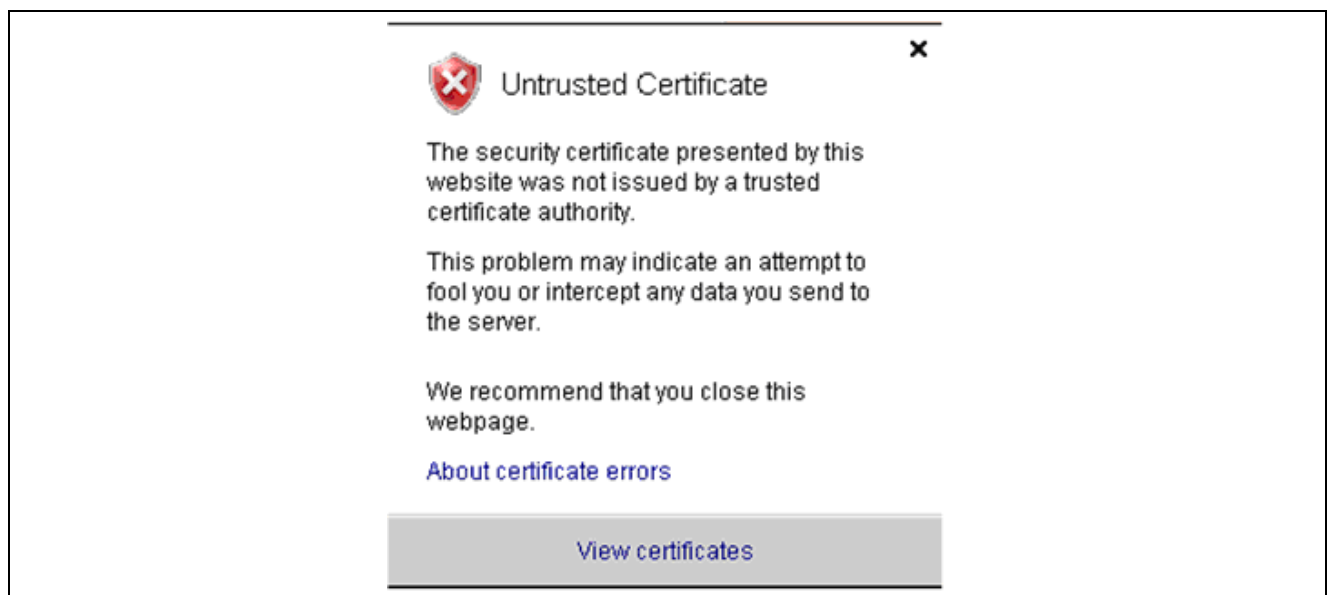 Untrusted Certificate
The security certificate presented by this
website was not issued by a trusted
certificate authority.
This problem may indicate an attempt to
fool you or intercept any data you send to
the server.
We recommend that you close this
webpage.
About certificate errors
View certificates